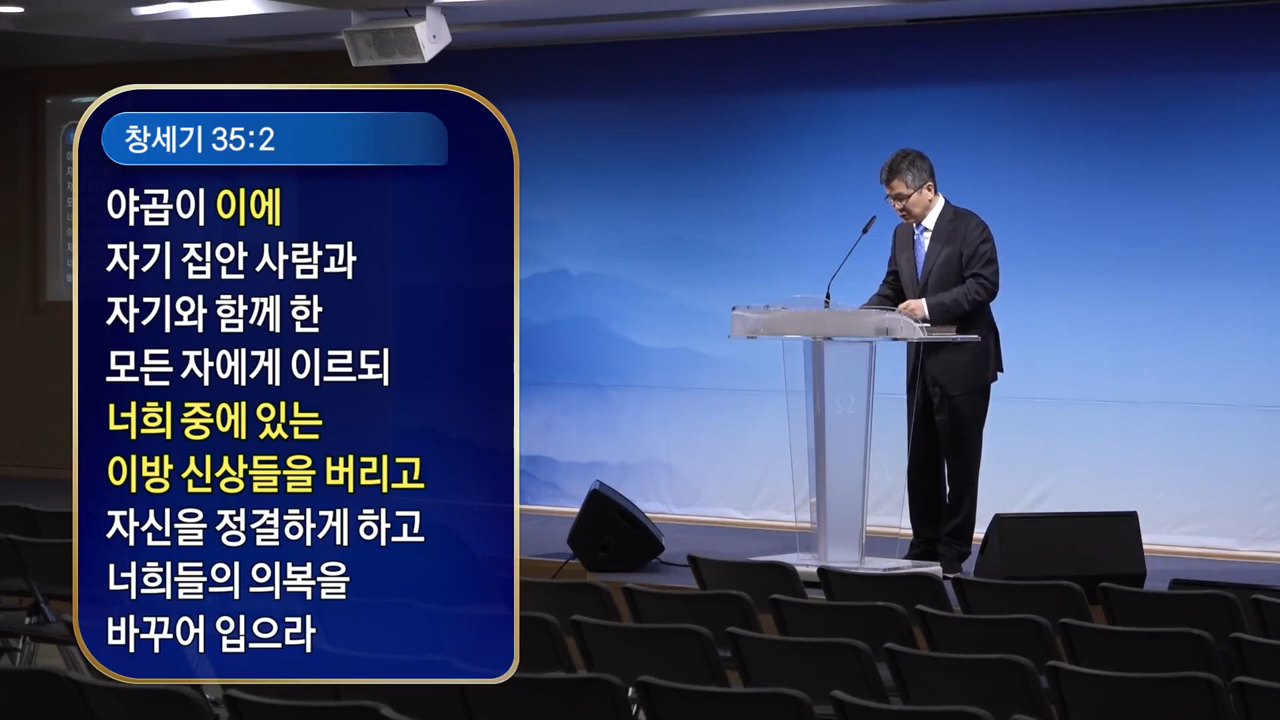 창세기 35:2
야곱이 이에
자기 집안 사람과
자기와 함께 한
모든 자에게 이르되
너희 중에 있는
이방 신상들을 버리고
자신을 정결하게 하고
너희들의 의복을
바꾸어 입으라
Ω